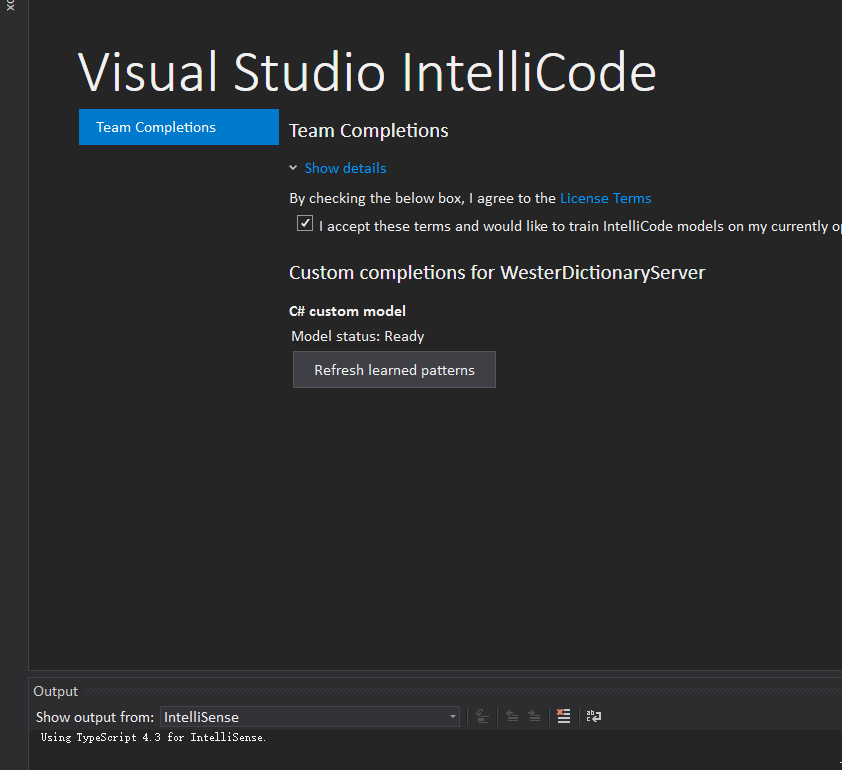 Visual Studio IntelliCode
Team Completions
Team Completions
Show details
By checking the below box, I agree to the License Terms
I accept these terms and would like to train IntelliCode models on my currently
Custom completions for WesterDictionaryServer
C# custom model
Model status: Ready
Refresh learned patterns
Output
Show output from: IntelliSense
Using TypeScript 4.3 for IntelliSense.